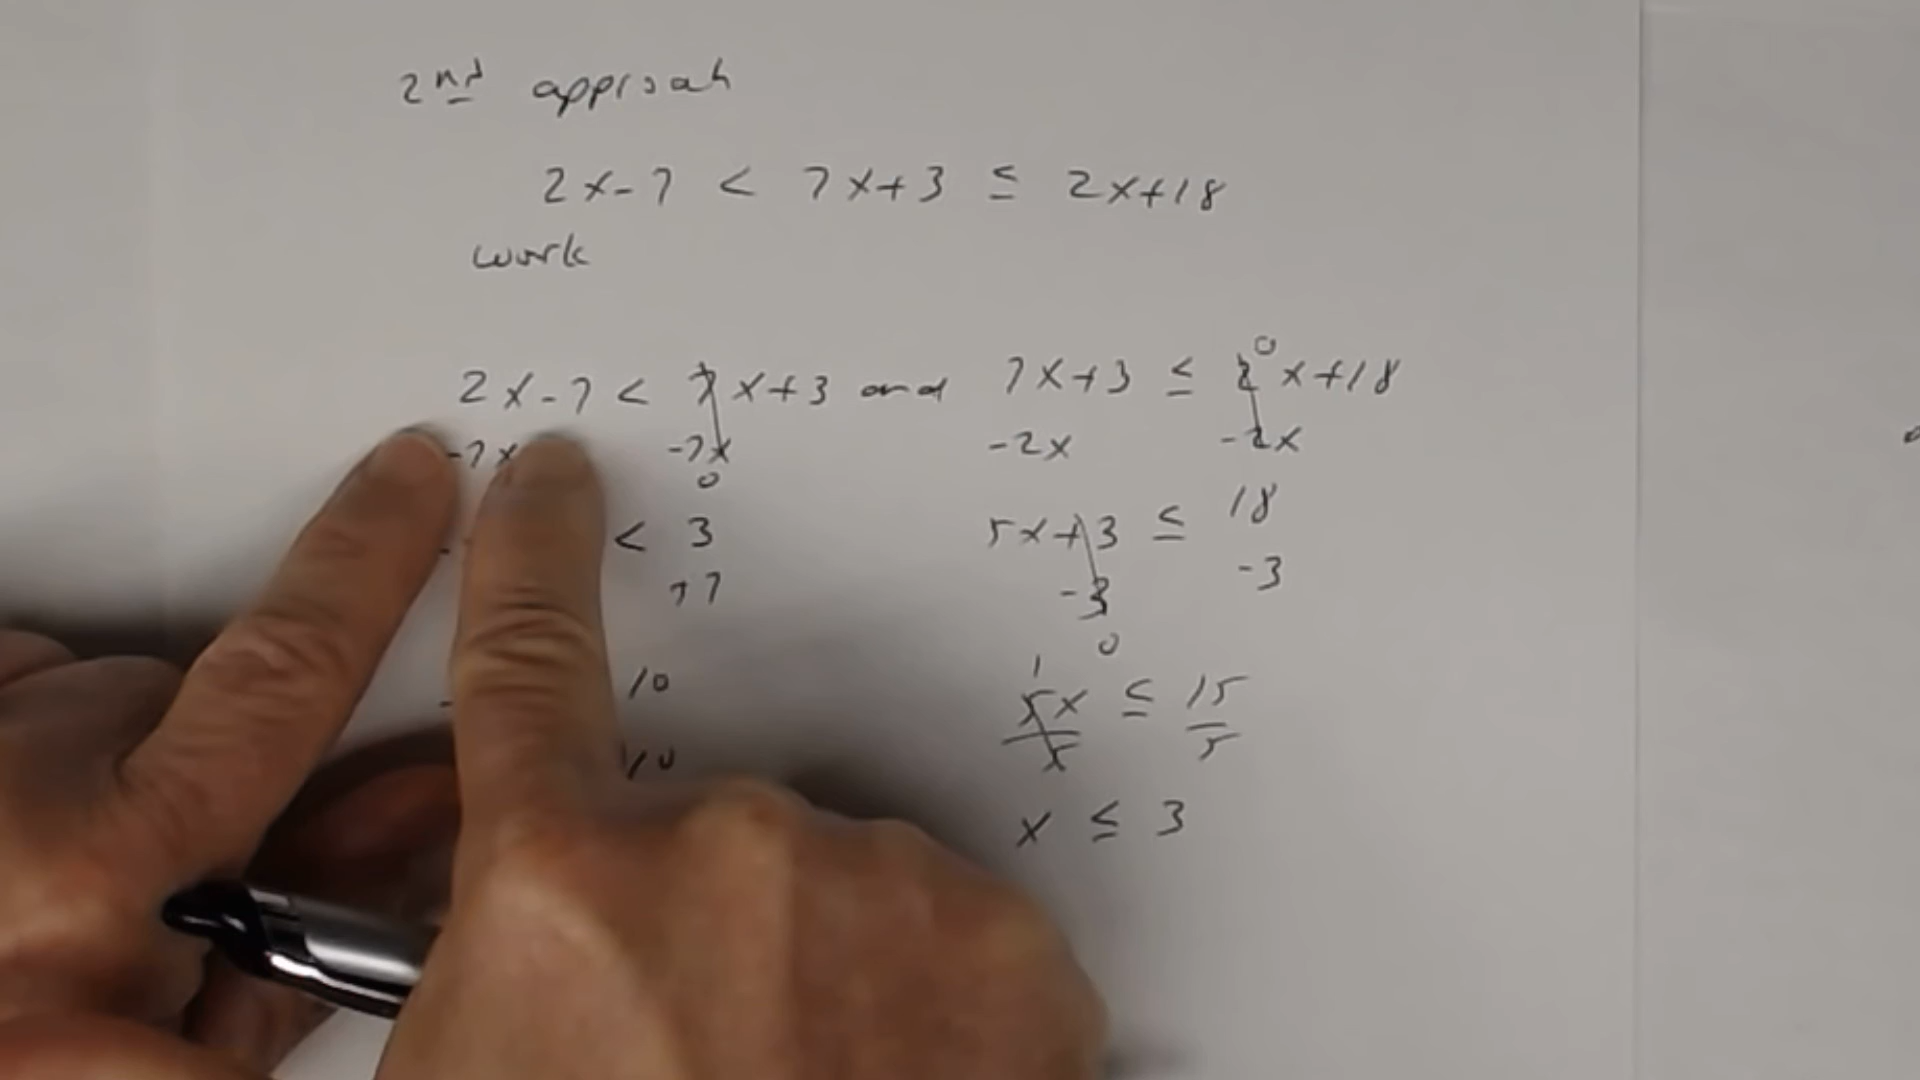 2nd approah
2x-7 < 7x+3 ≤ 2x+18
work
2x-7 < 7x+3 and 7x+3 ≤ 2x+18
0
-7x -7x -2x -2x
0
< 3 5x+3 ≤ 18
+7 -3 -3
0
1
10 5x ≤ 15
10 5 5
x ≤ 3